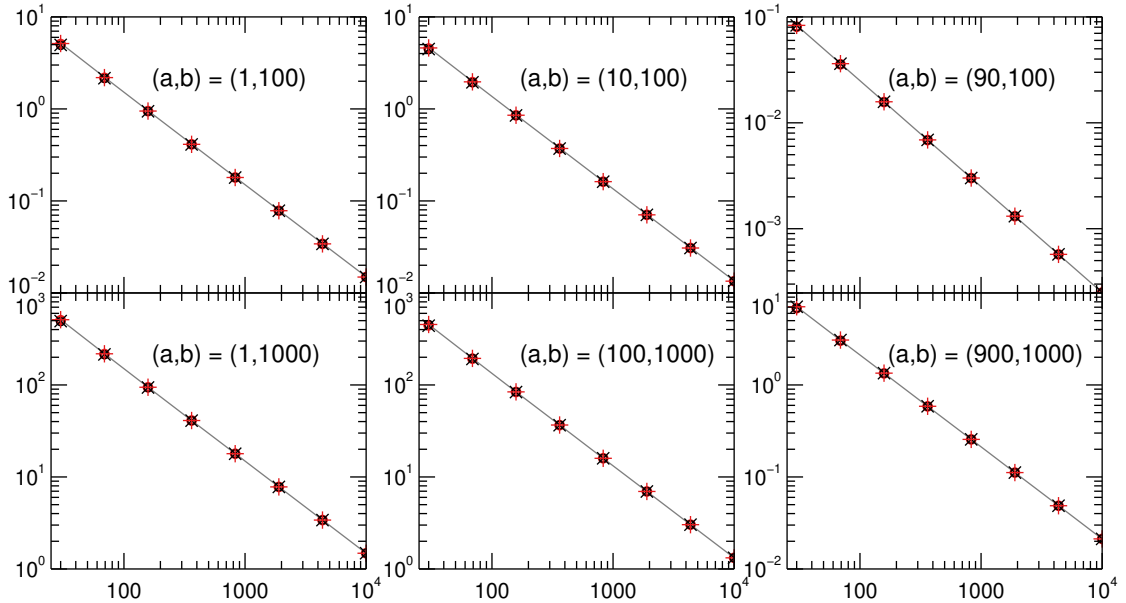 10^1
10^0
10^-1
10^-2
(a,b) = (1,100)
10^1
10^0
10^-1
10^-2
(a,b) = (10,100)
10^-1
10^-2
10^-3
(a,b) = (90,100)
10^3
10^2
10^1
10^0
(a,b) = (1,1000)
100 1000 10^4
10^3
10^2
10^1
10^0
(a,b) = (100,1000)
100 1000 10^4
10^1
10^0
10^-1
10^-2
(a,b) = (900,1000)
100 1000 10^4